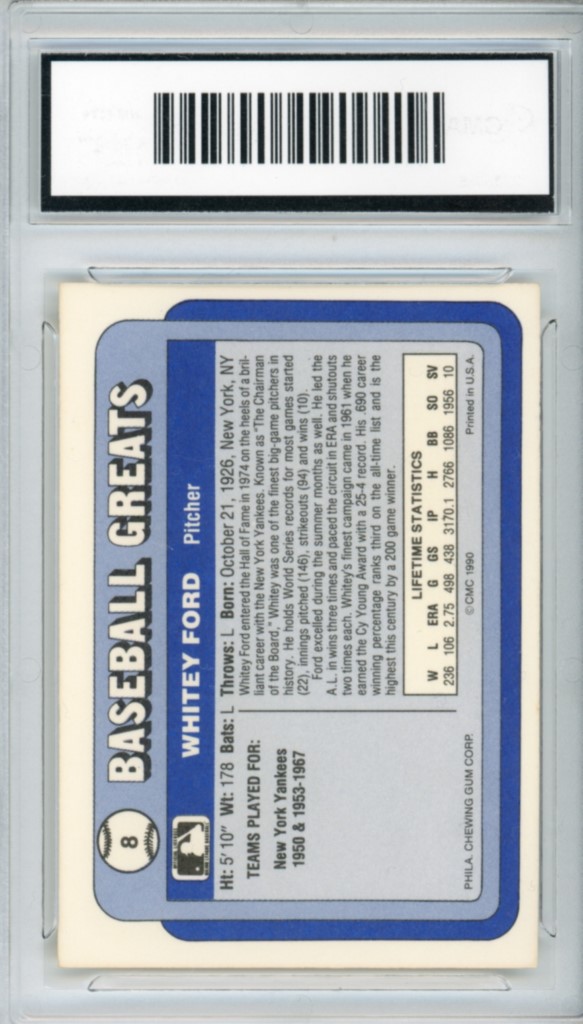 8
BASEBALL GREATS
WHITEY FORD Pitcher
Ht: 5'10" Wt: 178 Bats: L Throws: L Born: October 21, 1926, New York, NY
TEAMS PLAYED FOR:
New York Yankees
1950 & 1953-1967
Whitey Ford entered the Hall of Fame in 1974 on the heels of a bril-
liant career with the New York Yankees. Known as "The Chairman
of the Board," Whitey was one of the finest big-game pitchers in
history. He holds World Series records for most games started
(22), innings pitched (146), strikeouts (94) and wins (10).
Ford excelled during the summer months as well. He led the
A.L. in wins three times and paced the circuit in ERA and shutouts
two times each. Whitey's finest campaign came in 1961 when he
earned the Cy Young Award with a 25-4 record. His .690 career
winning percentage ranks third on the all-time list and is the
highest this century by a 200 game winner.
LIFETIME STATISTICS
W L ERA G GS IP H BB SO SV
236 106 2.75 498 438 3170.1 2766 1086 1956 10
PHILA. CHEWING GUM CORP. © CMC 1990 Printed in U.S.A.